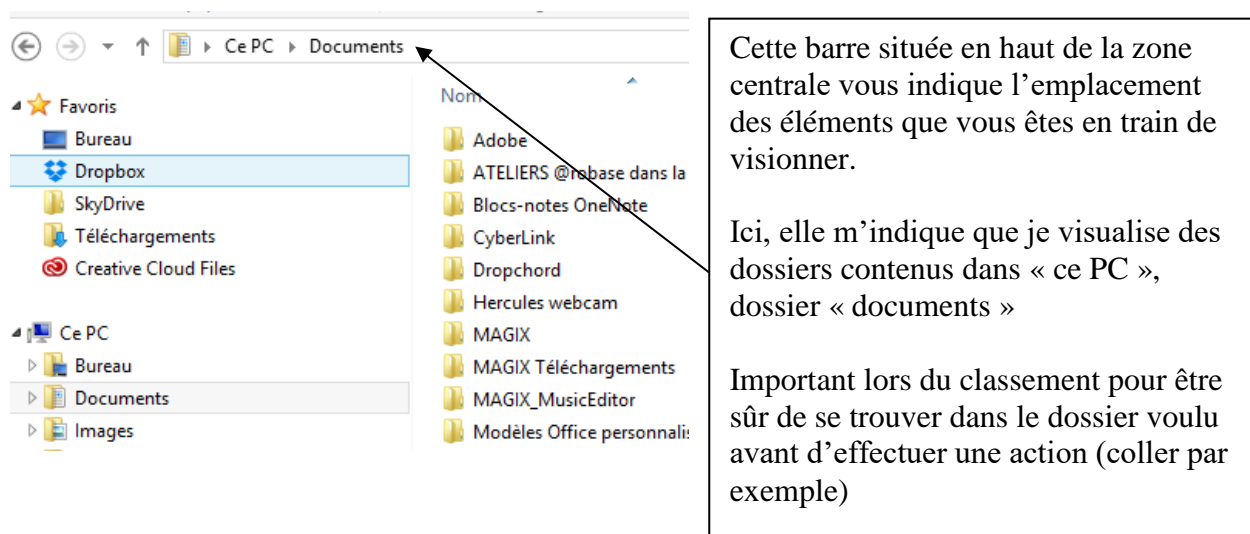 Ce PC Documents
Favoris
Bureau
Dropbox
SkyDrive
Téléchargements
Creative Cloud Files
Ce PC
Bureau
Documents
Images
Nom
Adobe
ATELIERS @robase dans la
Blocs-notes OneNote
CyberLink
Dropchord
Hercules webcam
MAGIX
MAGIX Téléchargements
MAGIX_MusicEditor
Modèles Office personnalis
Cette barre située en haut de la zone
centrale vous indique l’emplacement
des éléments que vous êtes en train de
visionner.
Ici, elle m’indique que je visualise des
dossiers contenus dans « ce PC »,
dossier « documents »
Important lors du classement pour être
sûr de se trouver dans le dossier voulu
avant d’effectuer une action (coller par
exemple)